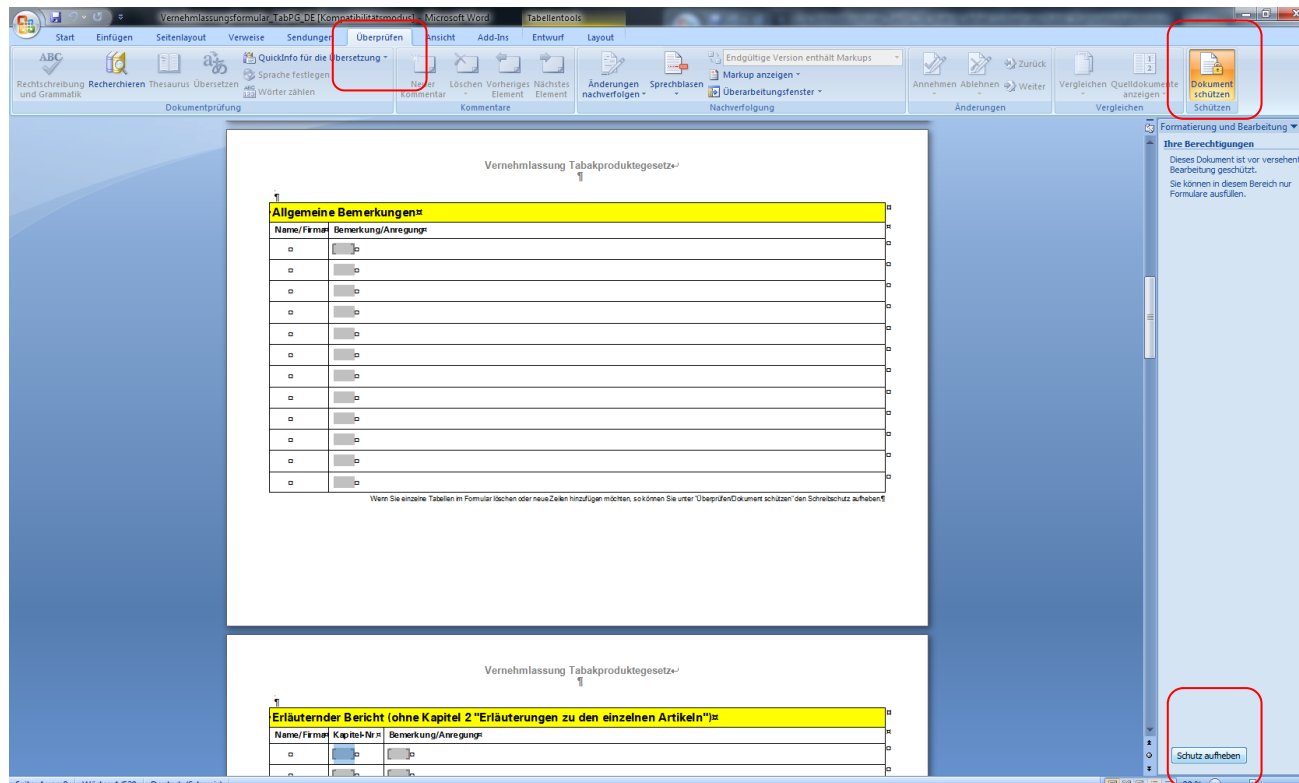 Vernehmlassungsformular_TabPG_DE [Kompatibilitätsmodus] - Microsoft Word Tabellentools
Start Einfügen Seitenlayout Verweise Sendungen Überprüfen Ansicht Add-Ins Entwurf Layout
ABC
Rechtschreibung und Grammatik
Recherchieren
Thesaurus
Übersetzen
QuickInfo für die Übersetzung
Sprache festlegen
Wörter zählen
Dokumentprüfung
Neuer Kommentar
Löschen
Vorheriges Element
Nächstes Element
Kommentare
Änderungen nachverfolgen
Sprechblasen
Endgültige Version enthält Markups
Markup anzeigen
Überarbeitungsfenster
Nachverfolgung
Annehmen
Ablehnen
Zurück
Weiter
Änderungen
Vergleichen
Quelldokumente anzeigen
Vergleichen
Dokument schützen
Schützen
Formatierung und Bearbeitung
Ihre Berechtigungen
Dieses Dokument ist vor versehent
Bearbeitung geschützt.
Sie können in diesem Bereich nur
Formulare ausfüllen.
Vernehmlassung Tabakproduktegesetz↵
¶
¶
Allgemeine Bemerkungen¤
Name/Firma¤ Bemerkung/Anregung¤
Wenn Sie einzelne Tabellen im Formular löschen oder neue Zeilen hinzufügen möchten, so können Sie unter "Überprüfen/Dokument schützen" den Schreibschutz aufheben¶
Vernehmlassung Tabakproduktegesetz↵
¶
¶
Erläuternder Bericht (ohne Kapitel 2 "Erläuterungen zu den einzelnen Artikeln")¤
Name/Firma¤ Kapitel-Nr.¤ Bemerkung/Anregung¤
Schutz aufheben